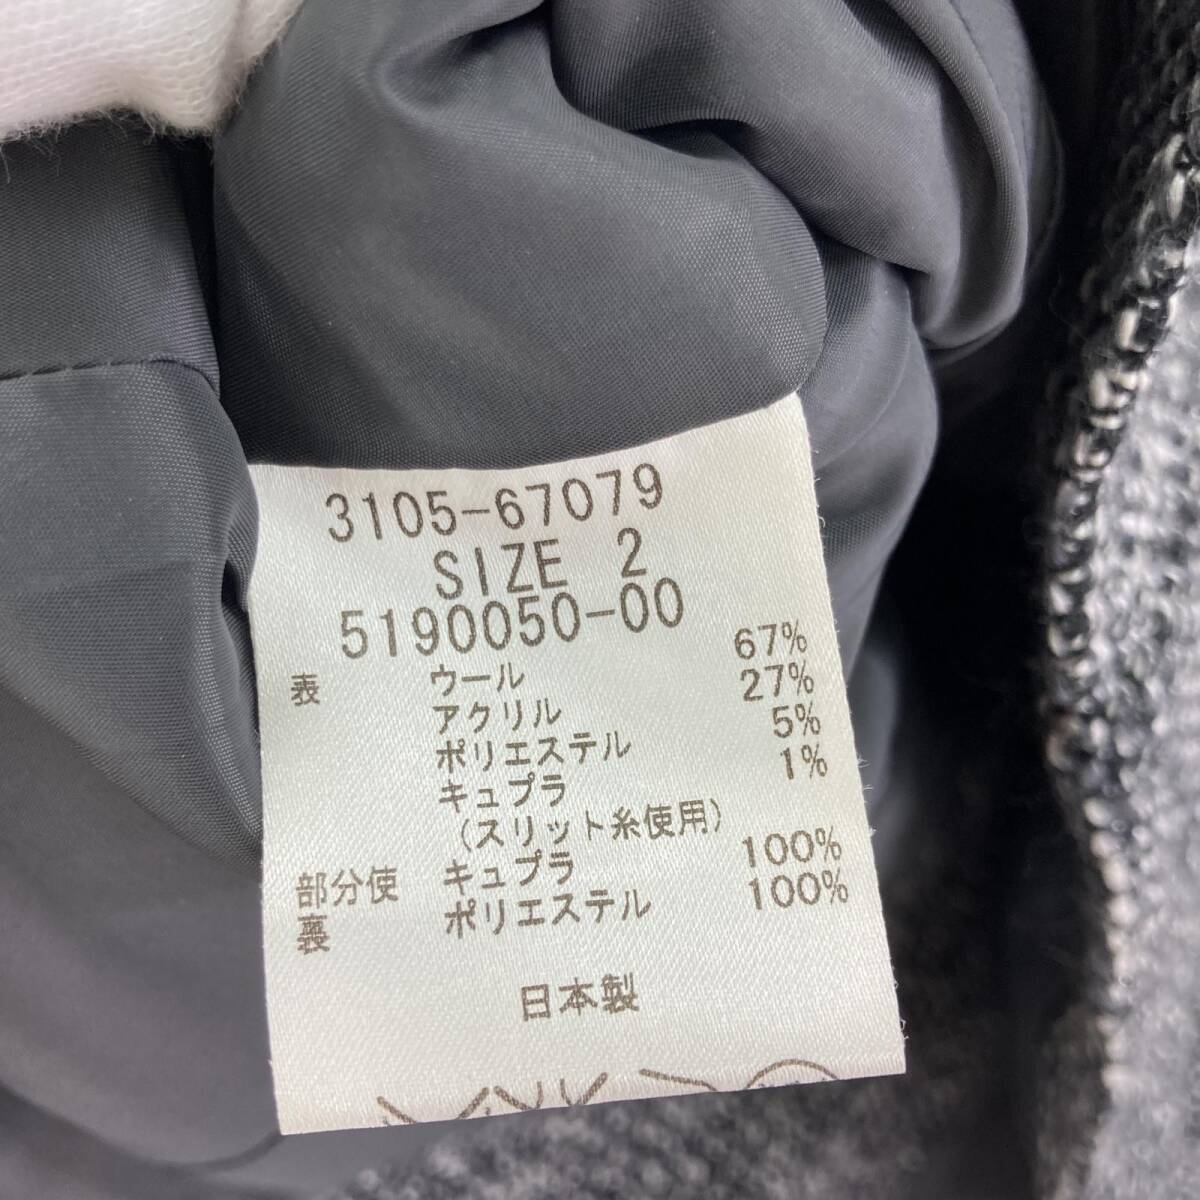 3105-67079
SIZE 2
5190050-00
表 ウール 67%
アクリル 27%
ポリエステル 5%
キュプラ 1%
(スリット糸使用)
部分使 キュプラ 100%
裏 ポリエステル 100%
日本製